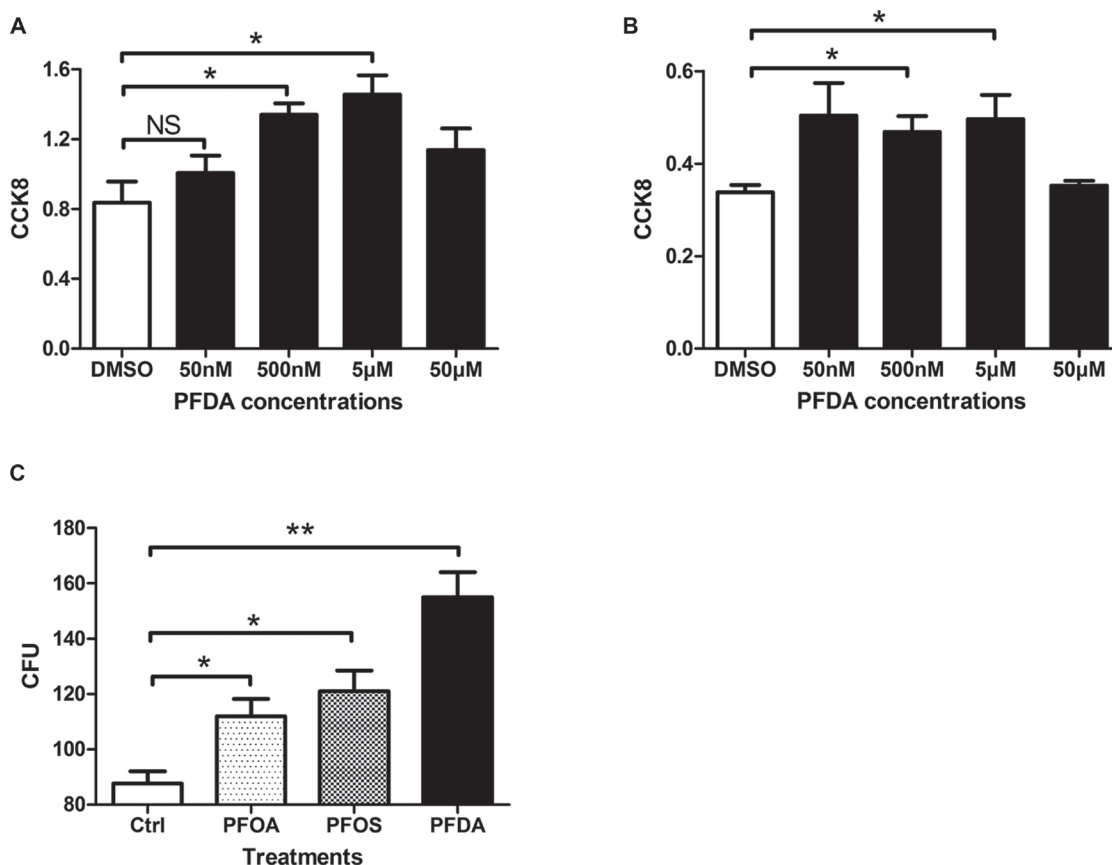 A
*
*
NS
1.6
1.2
0.8
0.4
0.0
CCK8
DMSO 50nM 500nM 5µM 50µM
PFDA concentrations
B
*
*
0.6
0.4
0.2
0.0
CCK8
DMSO 50nM 500nM 5µM 50µM
PFDA concentrations
C
**
*
*
180
160
140
120
100
80
CFU
Ctrl PFOA PFOS PFDA
Treatments